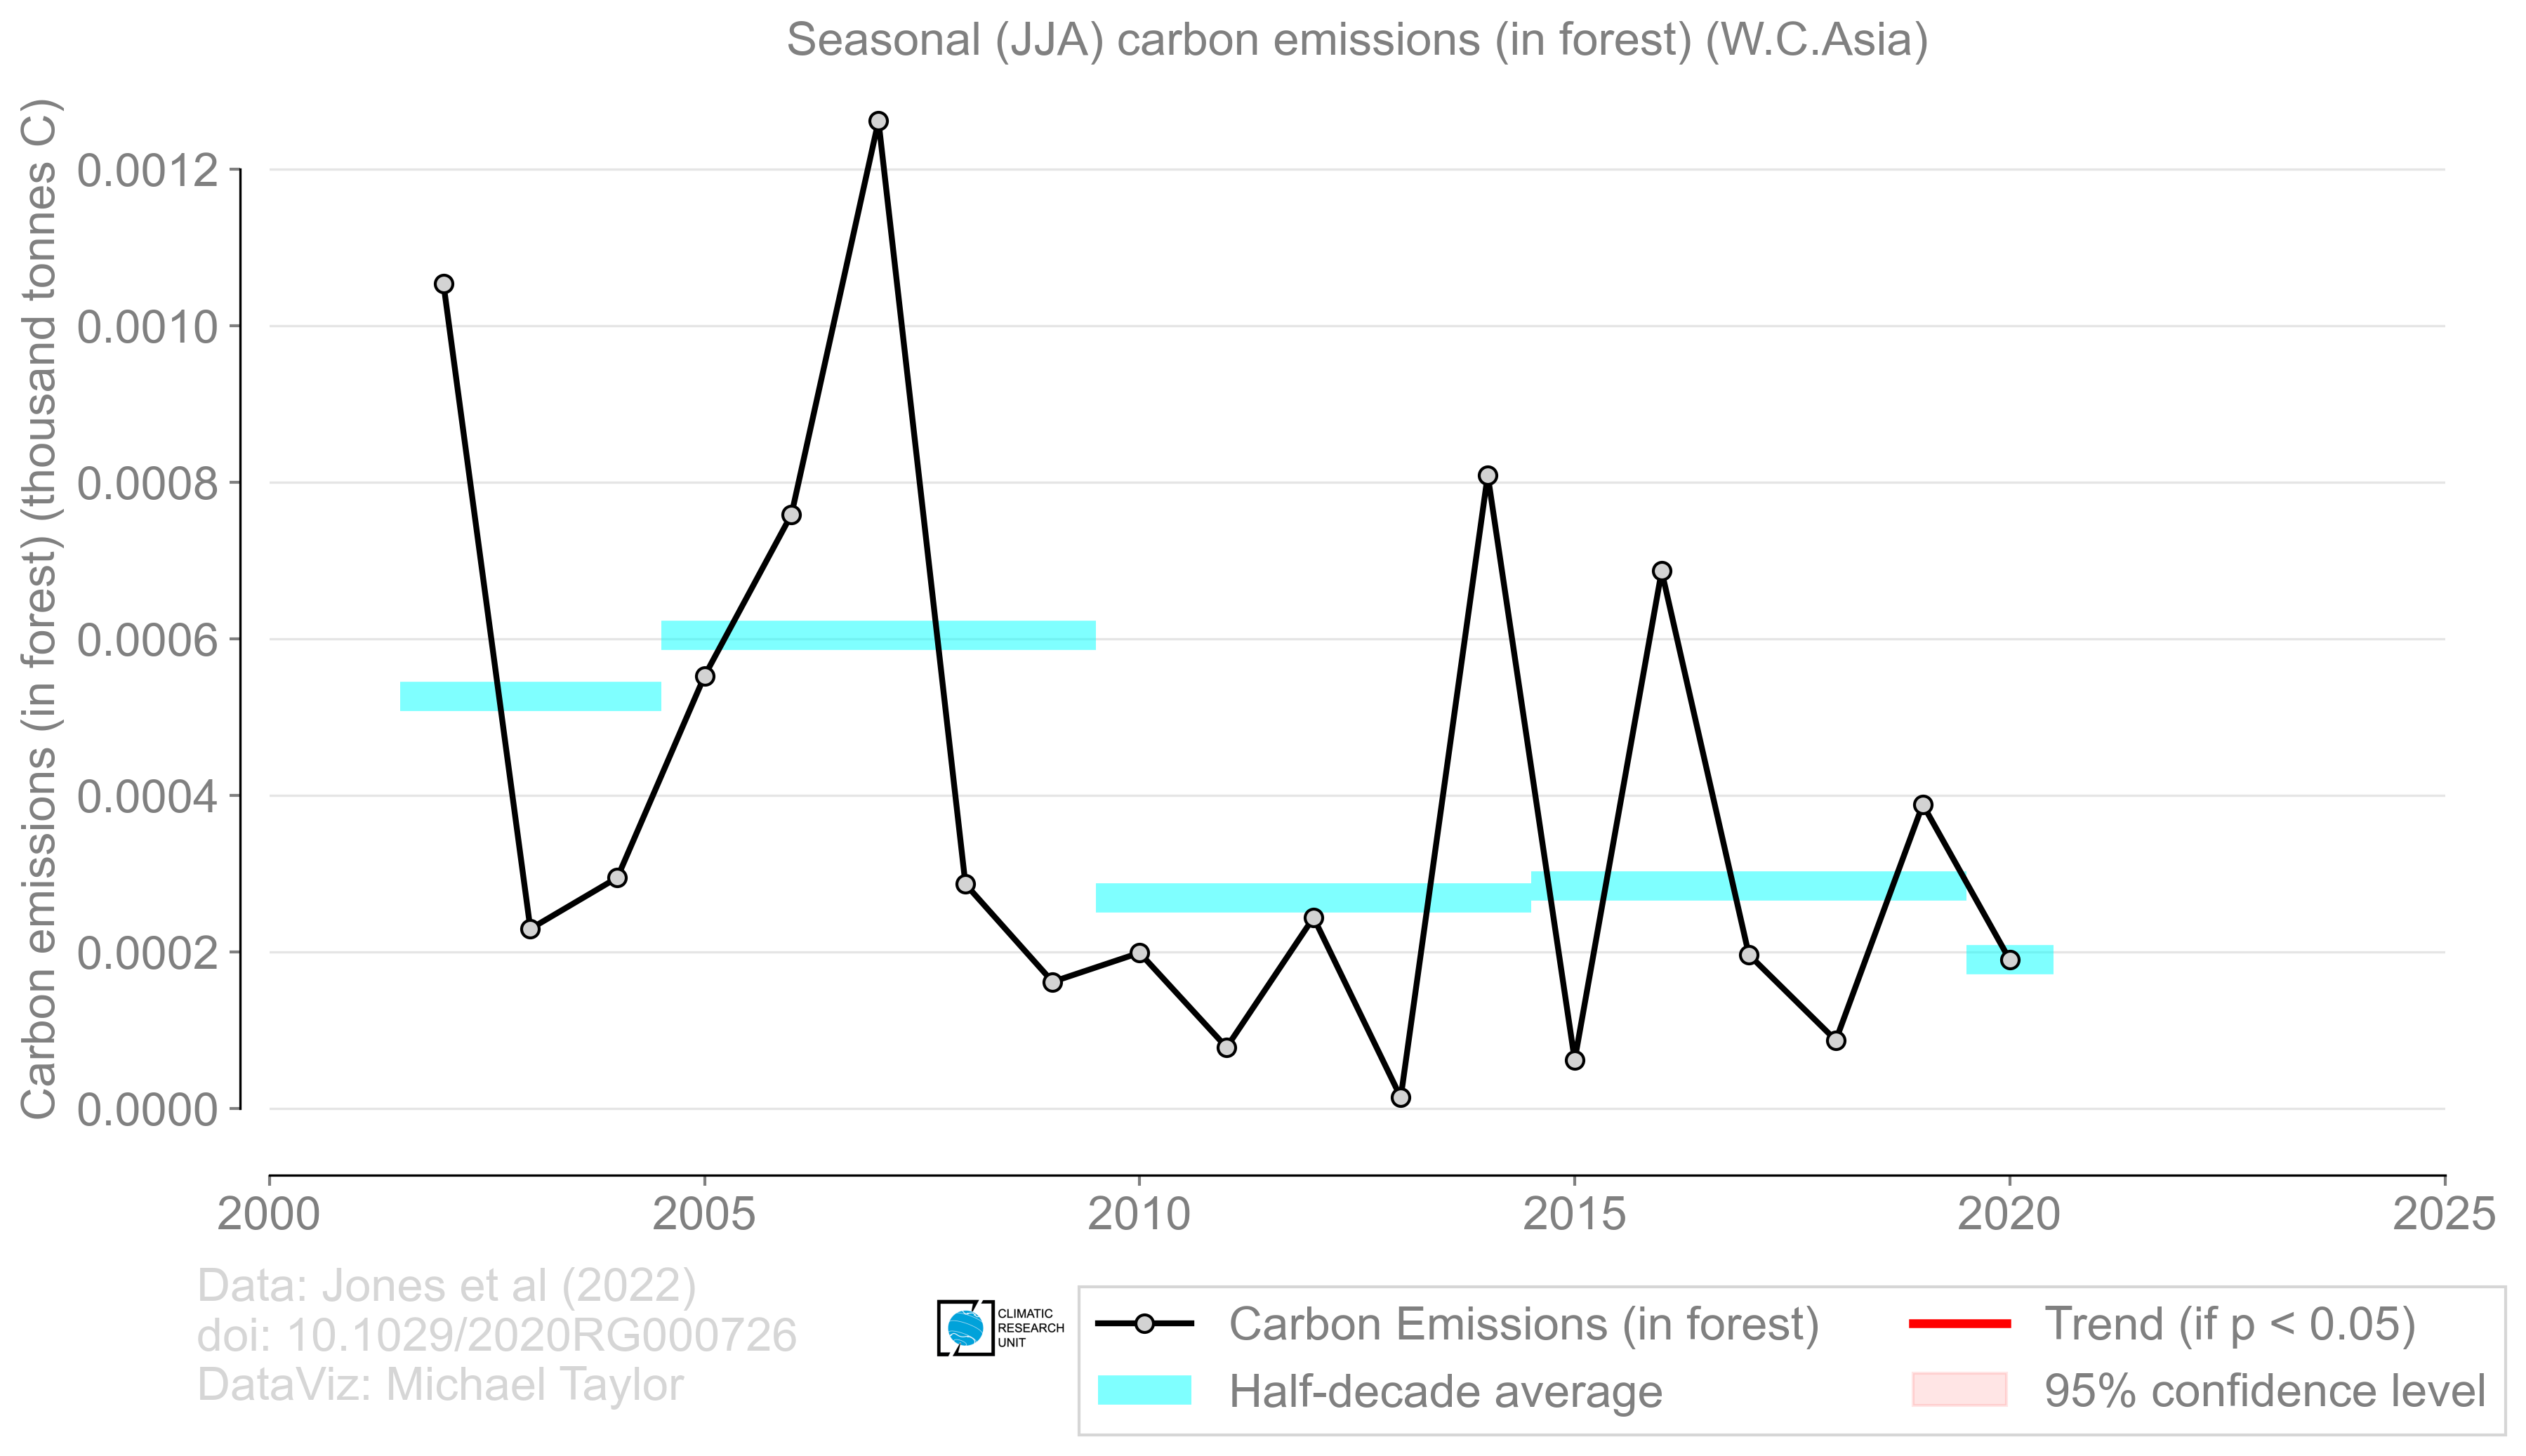 Seasonal (JJA) carbon emissions (in forest) (W.C.Asia)
Carbon emissions (in forest) (thousand tonnes C)
0.0012
0.0010
0.0008
0.0006
0.0004
0.0002
0.0000
2000 2005 2010 2015 2020 2025
Data: Jones et al (2022)
doi: 10.1029/2020RG000726
DataViz: Michael Taylor
CLIMATIC
RESEARCH
UNIT
Carbon Emissions (in forest)
Half-decade average
Trend (if p < 0.05)
95% confidence level